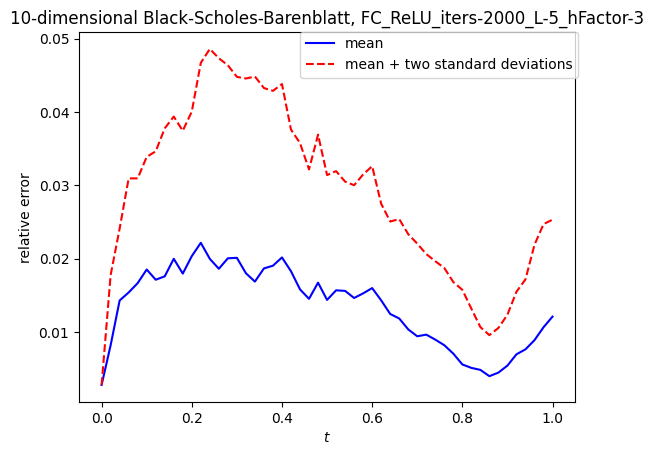 10-dimensional Black-Scholes-Barenblatt, FC_ReLU_iters-2000_L-5_hFactor-3
mean
mean + two standard deviations
relative error
0.05
0.04
0.03
0.02
0.01
0.0 0.2 0.4 0.6 0.8 1.0
t